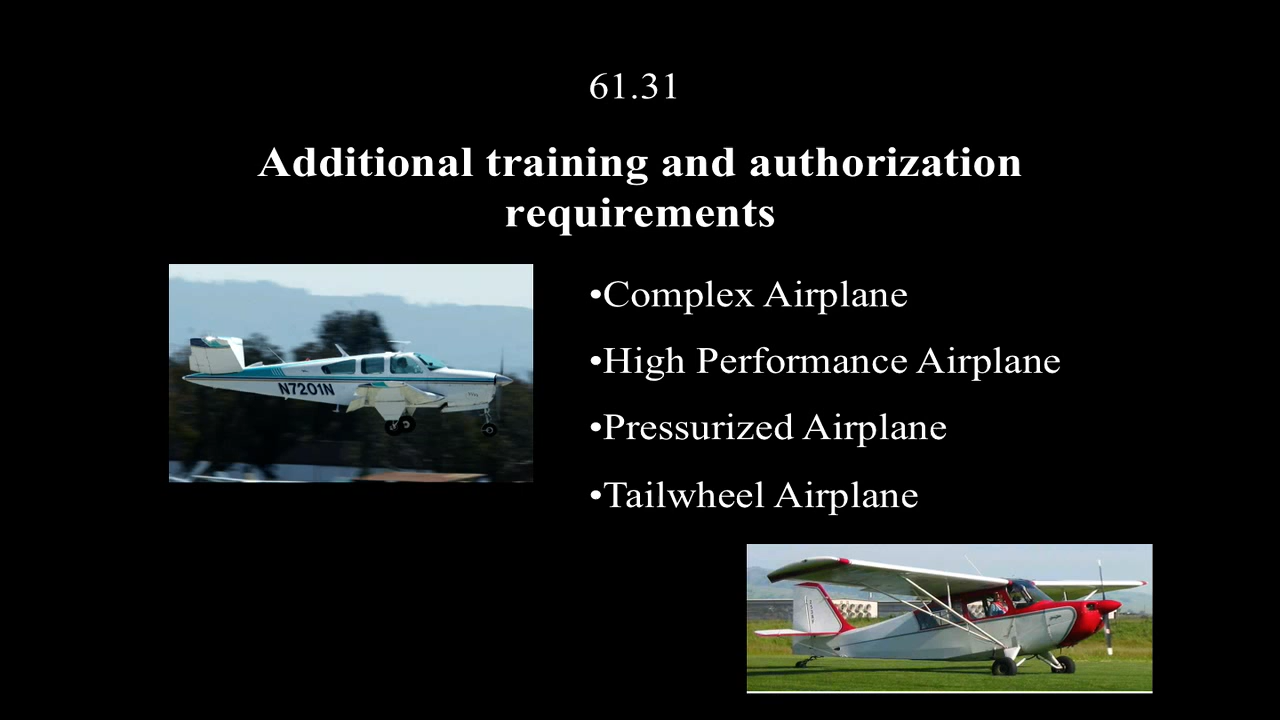 61.31
Additional training and authorization
requirements
•Complex Airplane
•High Performance Airplane
•Pressurized Airplane
•Tailwheel Airplane
N7201N